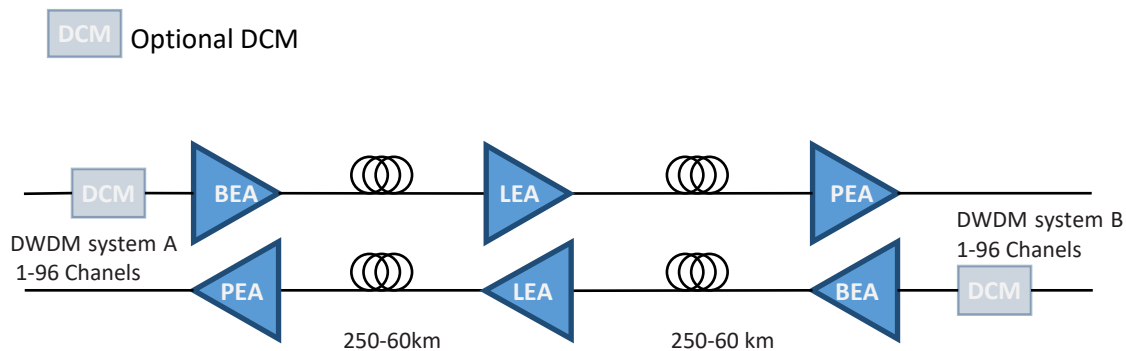 DCM Optional DCM
DCM BEA LEA PEA
DWDM system A
1-96 Chanels
DWDM system B
1-96 Channels
PEA LEA BEA DCM
250-60km 250-60 km